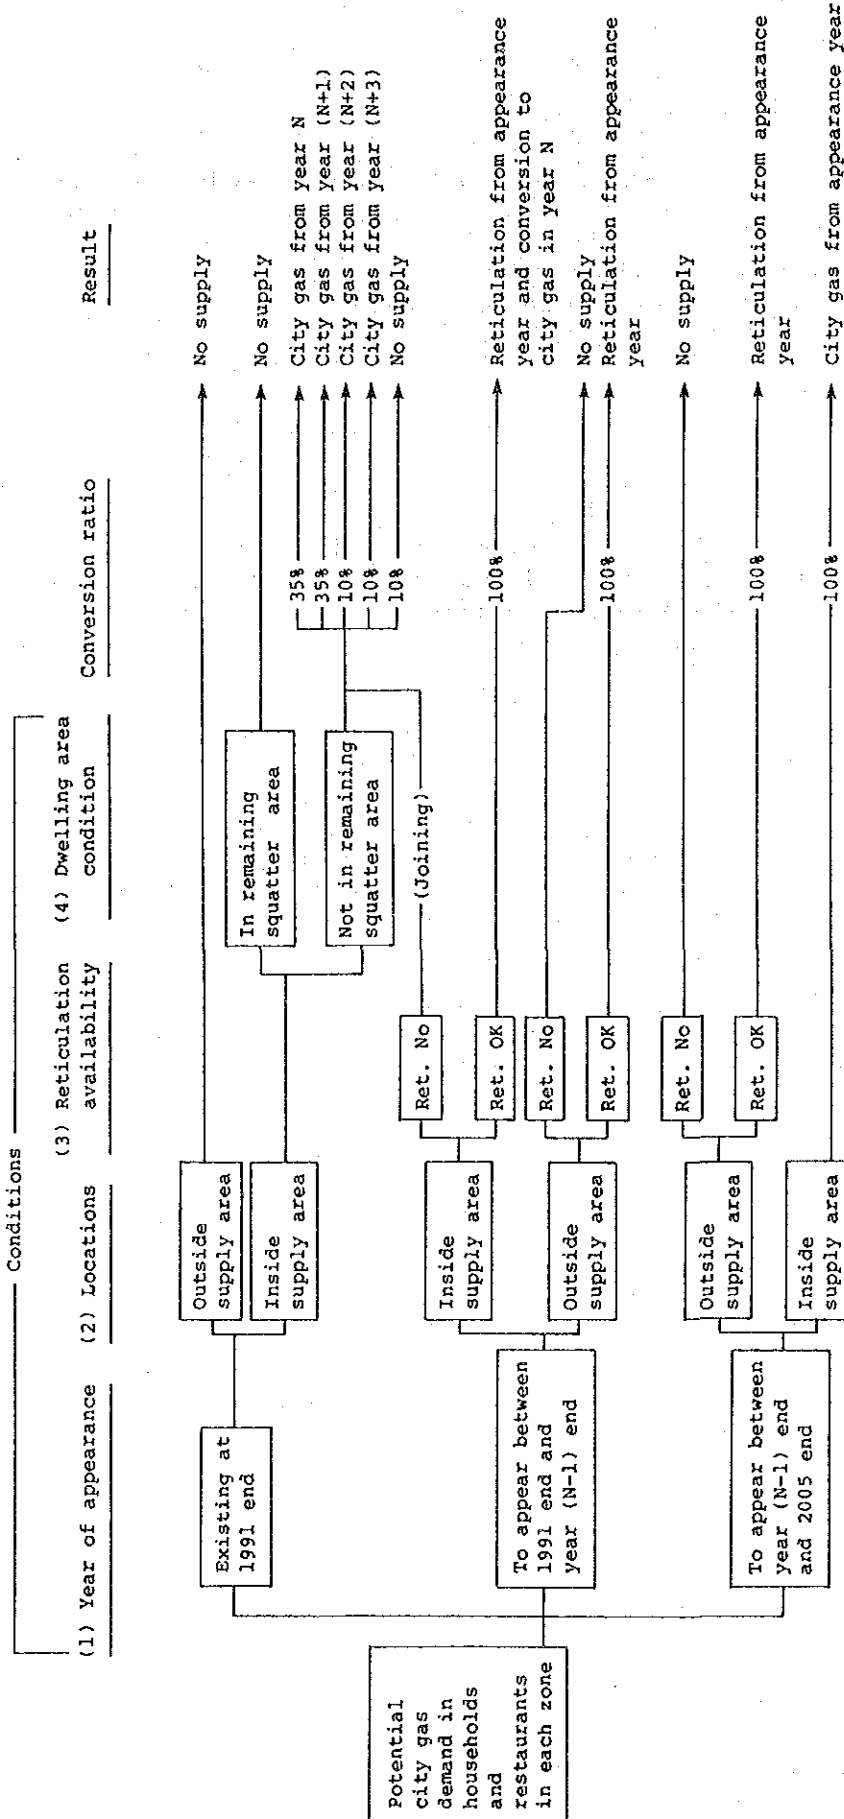 Conditions
(1) Year of appearance
(2) Locations
(3) Reticulation
availability
(4) Dwelling area
condition
Conversion ratio
Result
Potential
city gas
demand in
households
and
restaurants
in each zone
Existing at
1991 end
Outside
supply area
No supply
Inside
supply area
In remaining
squatter area
No supply
Not in remaining
squatter area
35%
City gas from year N
35%
City gas from year (N+1)
10%
City gas from year (N+2)
10%
City gas from year (N+3)
10%
No supply
To appear between
1991 end and
year (N-1) end
Inside
supply area
Ret. No
(Joining)
Ret. OK
100%
Reticulation from appearance
year and conversion to
city gas in year N
Outside
supply area
Ret. No
No supply
Ret. OK
100%
Reticulation from appearance
year
To appear between
year (N-1) end
and 2005 end
Outside
supply area
Ret. No
No supply
Ret. OK
100%
Reticulation from appearance
year
Inside
supply area
100%
City gas from appearance year